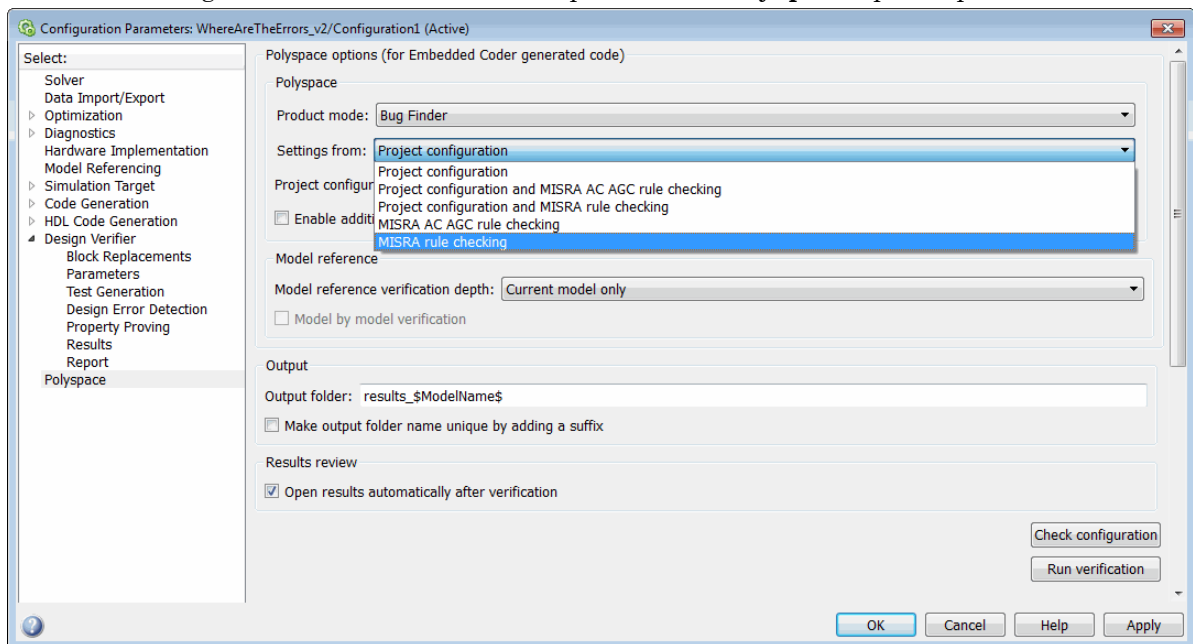 Configuration Parameters: WhereAreTheErrors_v2/Configuration1 (Active)
Select:
Solver
Data Import/Export
Optimization
Diagnostics
Hardware Implementation
Model Referencing
Simulation Target
Code Generation
HDL Code Generation
Design Verifier
Block Replacements
Parameters
Test Generation
Design Error Detection
Property Proving
Results
Report
Polyspace
Polyspace options (for Embedded Coder generated code)
Polyspace
Product mode: Bug Finder
Settings from: Project configuration
Project configuration
Project configuration and MISRA AC AGC rule checking
Project configuration and MISRA rule checking
MISRA AC AGC rule checking
MISRA rule checking
Project configur
Enable additi
Model reference
Model reference verification depth: Current model only
Model by model verification
Output
Output folder: results_$ModelName$
Make output folder name unique by adding a suffix
Results review
Open results automatically after verification
Check configuration
Run verification
OK Cancel Help Apply